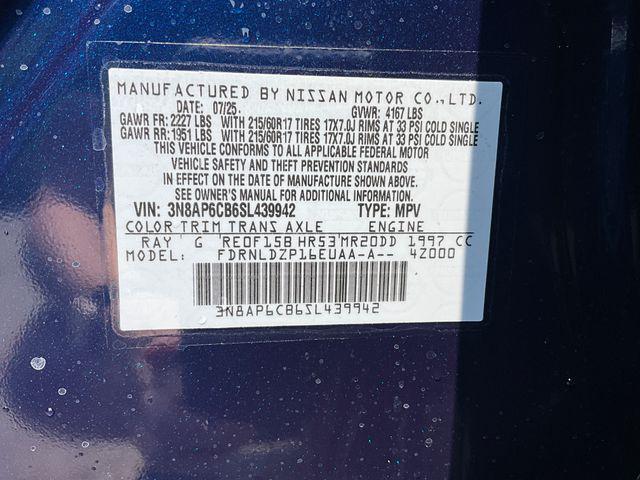 MANUFACTURED BY NISSAN MOTOR CO.,LTD.
DATE: 07/25. GVWR: 4167 LBS
GAWR FR: 2227 LBS WITH 215/60R17 TIRES 17X7.0J RIMS AT 33 PSI COLD SINGLE
GAWR RR: 1951 LBS WITH 215/60R17 TIRES 17X7.0J RIMS AT 33 PSI COLD SINGLE
THIS VEHICLE CONFORMS TO ALL APPLICABLE FEDERAL MOTOR
VEHICLE SAFETY AND THEFT PREVENTION STANDARDS
IN EFFECT ON THE DATE OF MANUFACTURE SHOWN ABOVE.
SEE OWNER'S MANUAL FOR ADDITIONAL INFORMATION
VIN: 3N8AP6CB6SL439942 TYPE: MPV
COLOR TRIM TRANS AXLE ENGINE
RAY G RE0F15B HR53 MR20DD 1997 CC
MODEL: FDRNLDZP16EUAA-A-- 4Z000
3N8AP6CB6SL439942